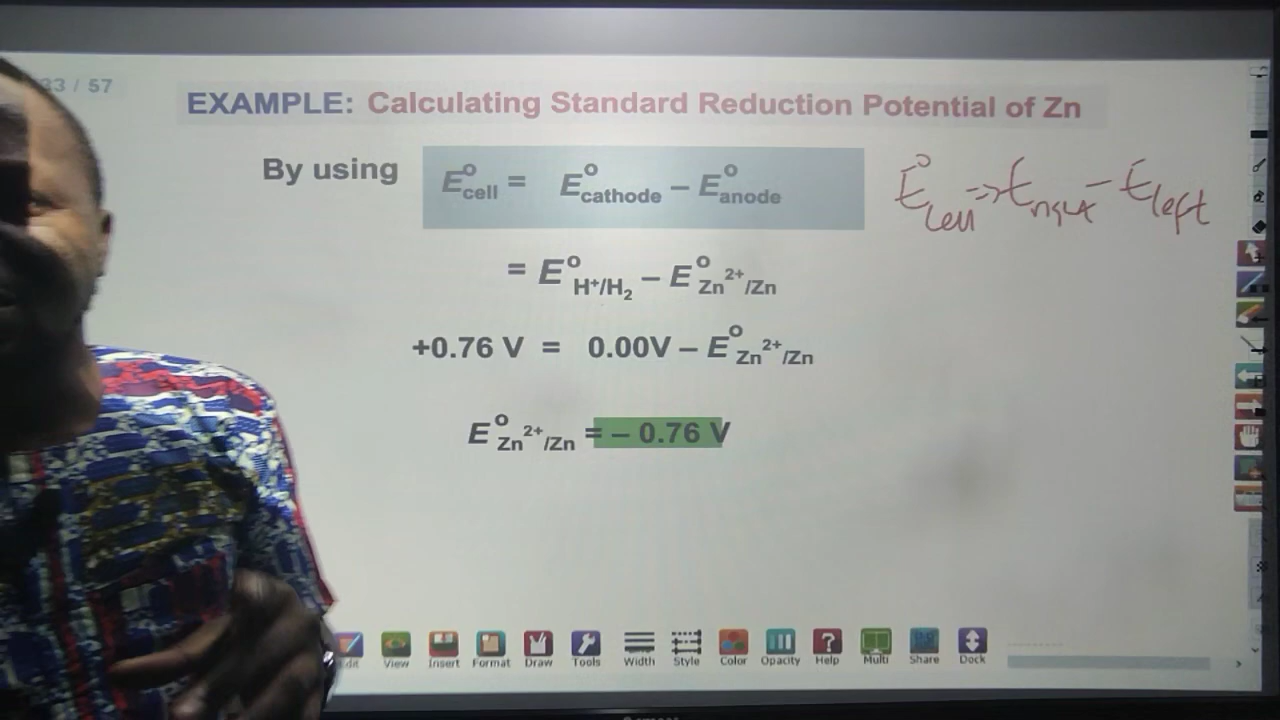 33 / 57
EXAMPLE: Calculating Standard Reduction Potential of Zn
By using E°cell = E°cathode – E°anode
E°cell => Eright – Eleft
= E°H⁺/H₂ – E°Zn²⁺/Zn
+0.76 V = 0.00V – E°Zn²⁺/Zn
E°Zn²⁺/Zn = – 0.76 V
Edit View Insert Format Draw Tools Width Style Color Opacity Help Multi Share Dock